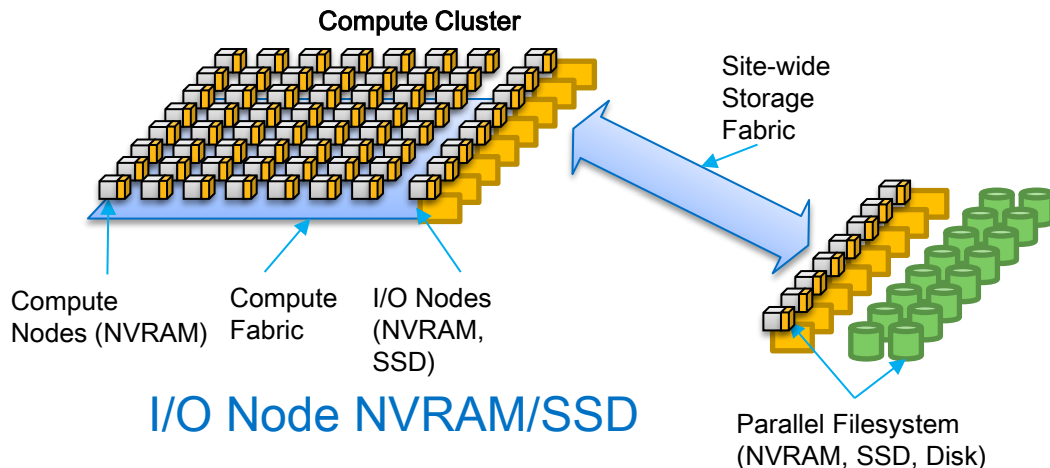 Compute Cluster
Site-wide
Storage
Fabric
Compute
Nodes (NVRAM)
Compute
Fabric
I/O Nodes
(NVRAM,
SSD)
I/O Node NVRAM/SSD
Parallel Filesystem
(NVRAM, SSD, Disk)